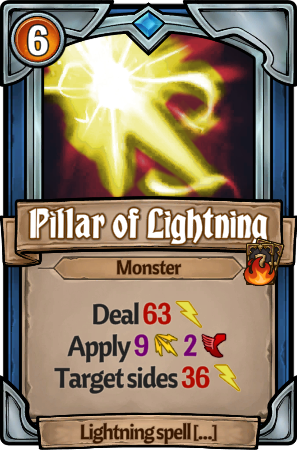 6
Pillar of Lightning
Monster
Deal 63
Apply 9 2
Target sides 36
Lightning spell [...]